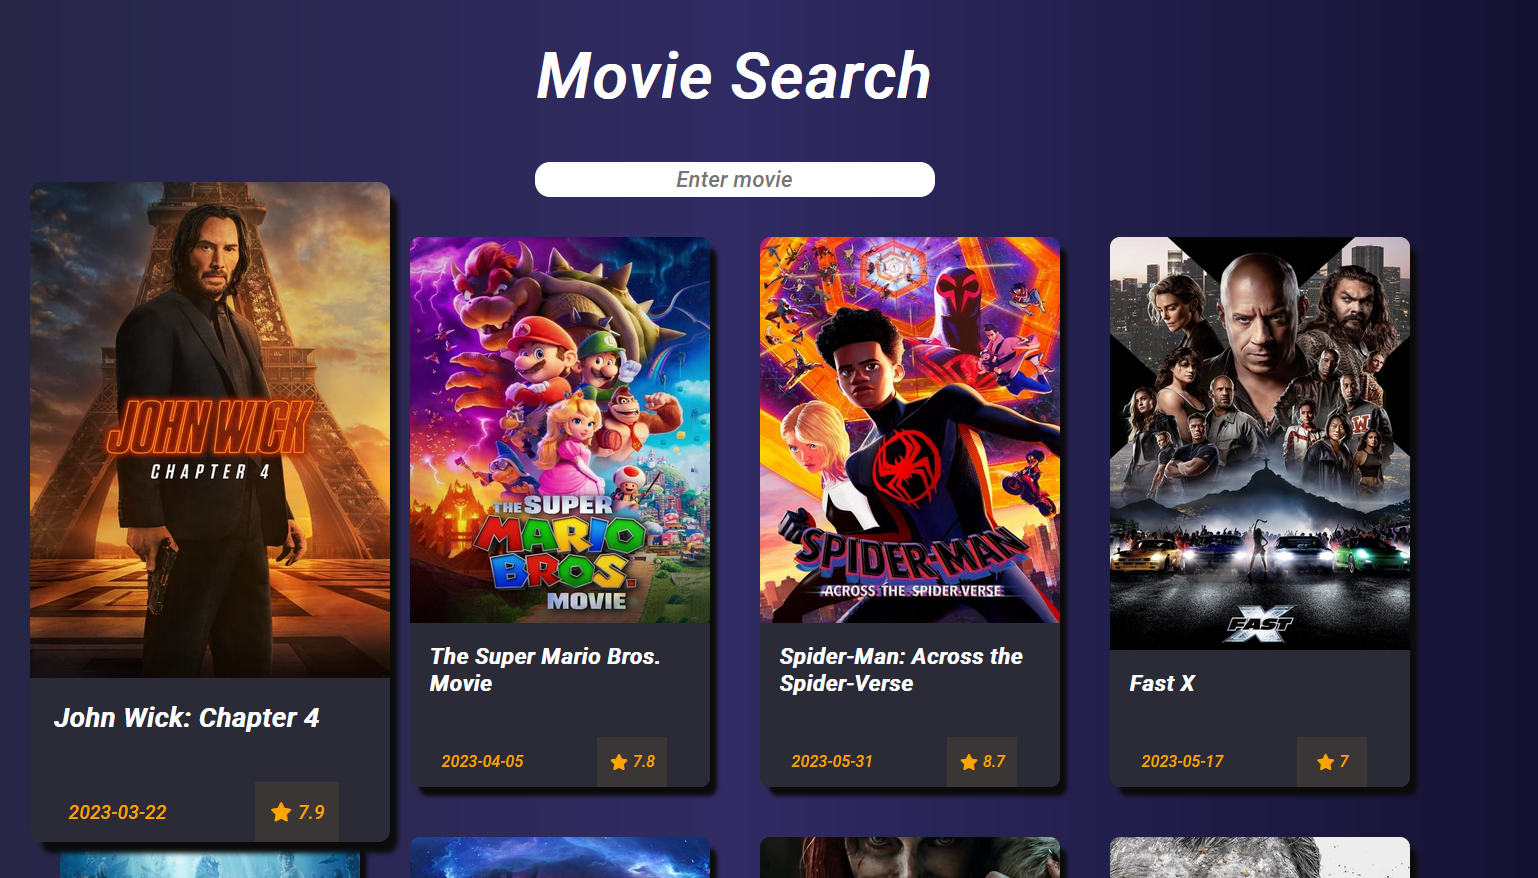 Movie Search
Enter movie
JOHN WICK
CHAPTER 4
John Wick: Chapter 4
2023-03-22
7.9
THE SUPER
MARIO
BROS.
MOVIE
The Super Mario Bros.
Movie
2023-04-05
7.8
SPIDER-MAN
ACROSS THE SPIDER-VERSE
Spider-Man: Across the
Spider-Verse
2023-05-31
8.7
FAST X
Fast X
2023-05-17
7